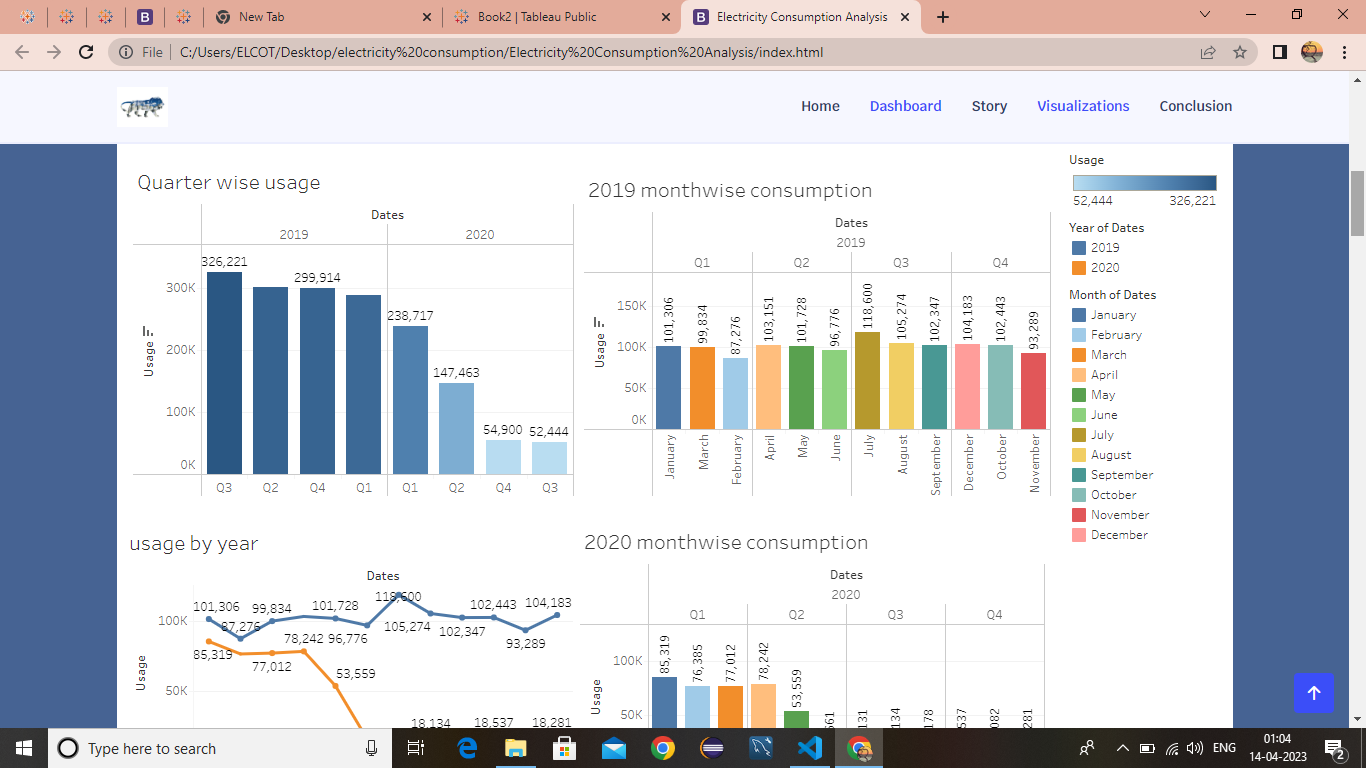 New Tab
Book2 | Tableau Public
Electricity Consumption Analysis
File
C:/Users/ELCOT/Desktop/electricity%20consumption/Electricity%20Consumption%20Analysis/index.html
Home Dashboard Story Visualizations Conclusion
Quarter wise usage
Dates
2019 2020
326,221
299,914
238,717
147,463
54,900
52,444
300K
200K
100K
0K
Usage
Q3 Q2 Q4 Q1 Q1 Q2 Q4 Q3
2019 monthwise consumption
Dates
2019
Q1 Q2 Q3 Q4
150K
100K
50K
0K
Usage
101,306
99,834
87,276
103,151
101,728
96,776
118,600
105,274
102,347
104,183
102,443
93,289
January
March
February
April
May
June
July
August
September
December
October
November
Usage
52,444 326,221
Year of Dates
2019
2020
Month of Dates
January
February
March
April
May
June
July
August
September
October
November
December
usage by year
Dates
100K
50K
Usage
101,306
87,276
99,834
101,728
96,776
118,600
105,274
102,443
102,347
93,289
104,183
85,319
77,012
78,242
53,559
18,134
18,537
18,281
2020 monthwise consumption
Dates
2020
Q1 Q2 Q3 Q4
100K
50K
Usage
85,319
76,385
77,012
78,242
53,559
561
131
134
178
537
082
281
Type here to search
ENG
01:04
14-04-2023
2